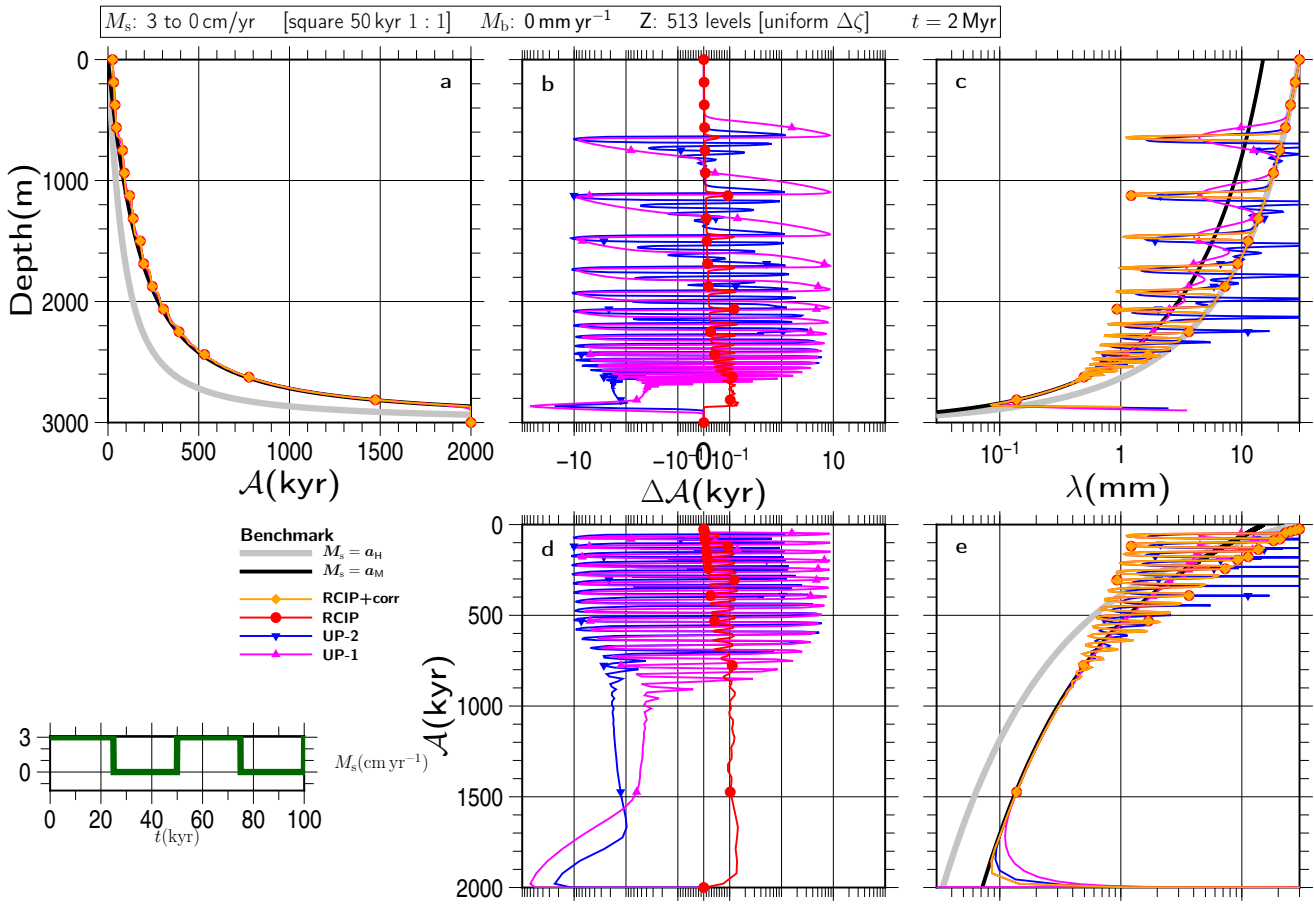 Mₛ: 3 to 0 cm/yr [square 50 kyr 1 : 1] M_b: 0 mm yr⁻¹ Z: 513 levels [uniform Δζ] t = 2 Myr
a b c
0
1000
2000
3000
Depth(m)
0 500 1000 1500 2000
𝒜(kyr)
−10 −10⁻¹ 0 10⁻¹ 10
Δ𝒜(kyr)
10⁻¹ 1 10
λ(mm)
Benchmark
Mₛ = a_H
Mₛ = a_M
RCIP+corr
RCIP
UP-2
UP-1
d e
0
500
1000
1500
2000
𝒜(kyr)
3
0
Mₛ(cm yr⁻¹)
0 20 40 60 80 100
t(kyr)